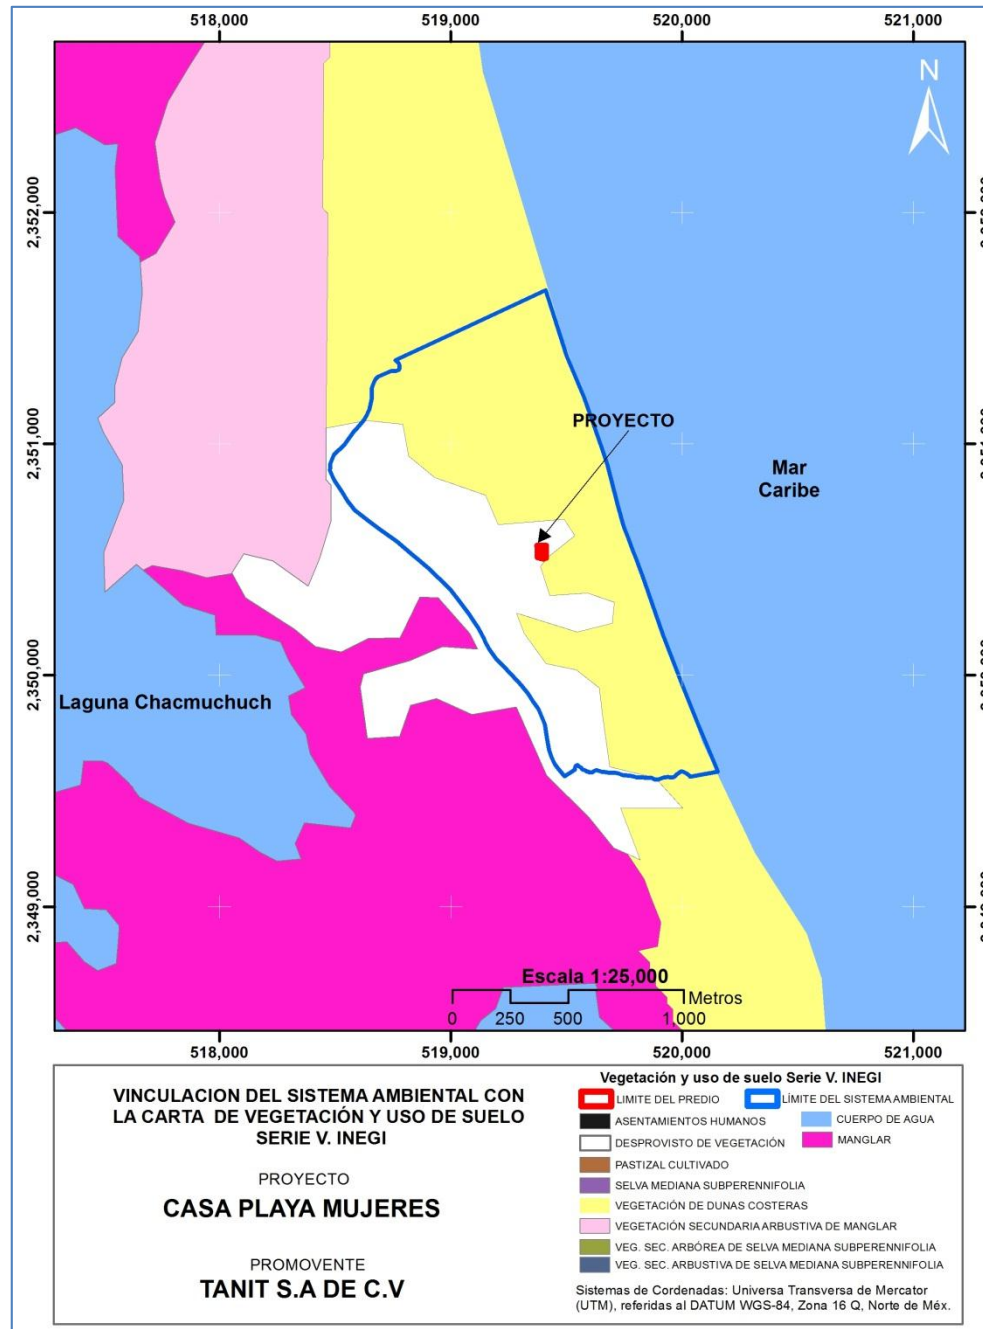 518,000 519,000 520,000 521,000
N
2,352,000
2,351,000
PROYECTO
Mar
Caribe
2,350,000
Laguna Chacmuchuch
2,349,000
Escala 1:25,000
Metros
0 250 500 1,000
518,000 519,000 520,000 521,000
VINCULACION DEL SISTEMA AMBIENTAL CON
LA CARTA DE VEGETACIÓN Y USO DE SUELO
SERIE V. INEGI
PROYECTO
CASA PLAYA MUJERES
PROMOVENTE
TANIT S.A DE C.V
Vegetación y uso de suelo Serie V. INEGI
LIMITE DEL PREDIO LÍMITE DEL SISTEMA AMBIENTAL
ASENTAMIENTOS HUMANOS CUERPO DE AGUA
DESPROVISTO DE VEGETACIÓN MANGLAR
PASTIZAL CULTIVADO
SELVA MEDIANA SUBPERENNIFOLIA
VEGETACIÓN DE DUNAS COSTERAS
VEGETACIÓN SECUNDARIA ARBUSTIVA DE MANGLAR
VEG. SEC. ARBÓREA DE SELVA MEDIANA SUBPERENNIFOLIA
VEG. SEC. ARBUSTIVA DE SELVA MEDIANA SUBPERENNIFOLIA
Sistemas de Cordenadas: Universa Transversa de Mercator
(UTM), referidas al DATUM WGS-84, Zona 16 Q, Norte de Méx.